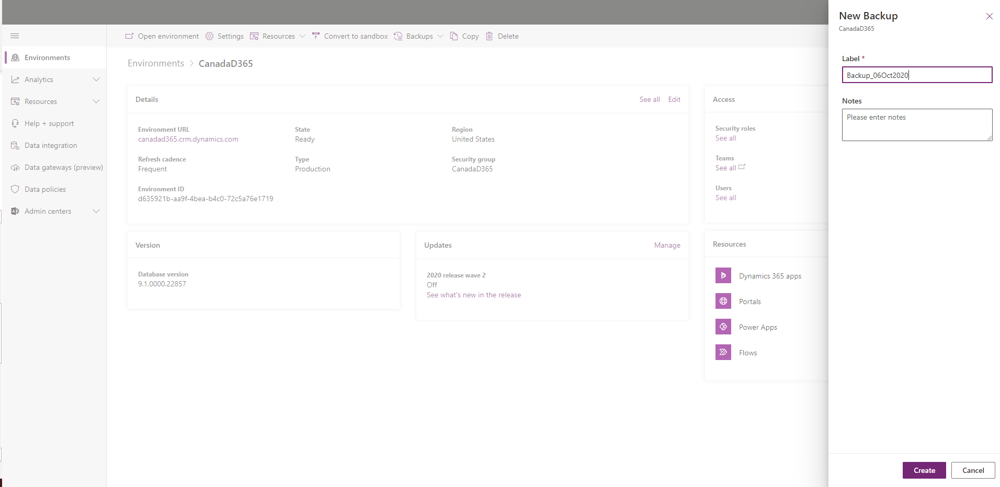 New Backup
CanadaD365
Open environment Settings Resources Convert to sandbox Backups Copy Delete
Environments
Analytics
Resources
Help + support
Data integration
Data gateways (preview)
Data policies
Admin centers
Environments > CanadaD365
Details See all Edit
Environment URL State Region
canadad365.crm.dynamics.com Ready United States
Refresh cadence Type Security group
Frequent Production CanadaD365
Environment ID
d635921b-aa9f-4bea-b4c0-72c5a76e1719
Access
Security roles
See all
Teams
See all
Users
See all
Version
Database version
9.1.0000.22857
Updates Manage
2020 release wave 2
Off
See what's new in the release
Resources
Dynamics 365 apps
Portals
Power Apps
Flows
Label *
Backup_06Oct2020
Notes
Please enter notes
Create Cancel